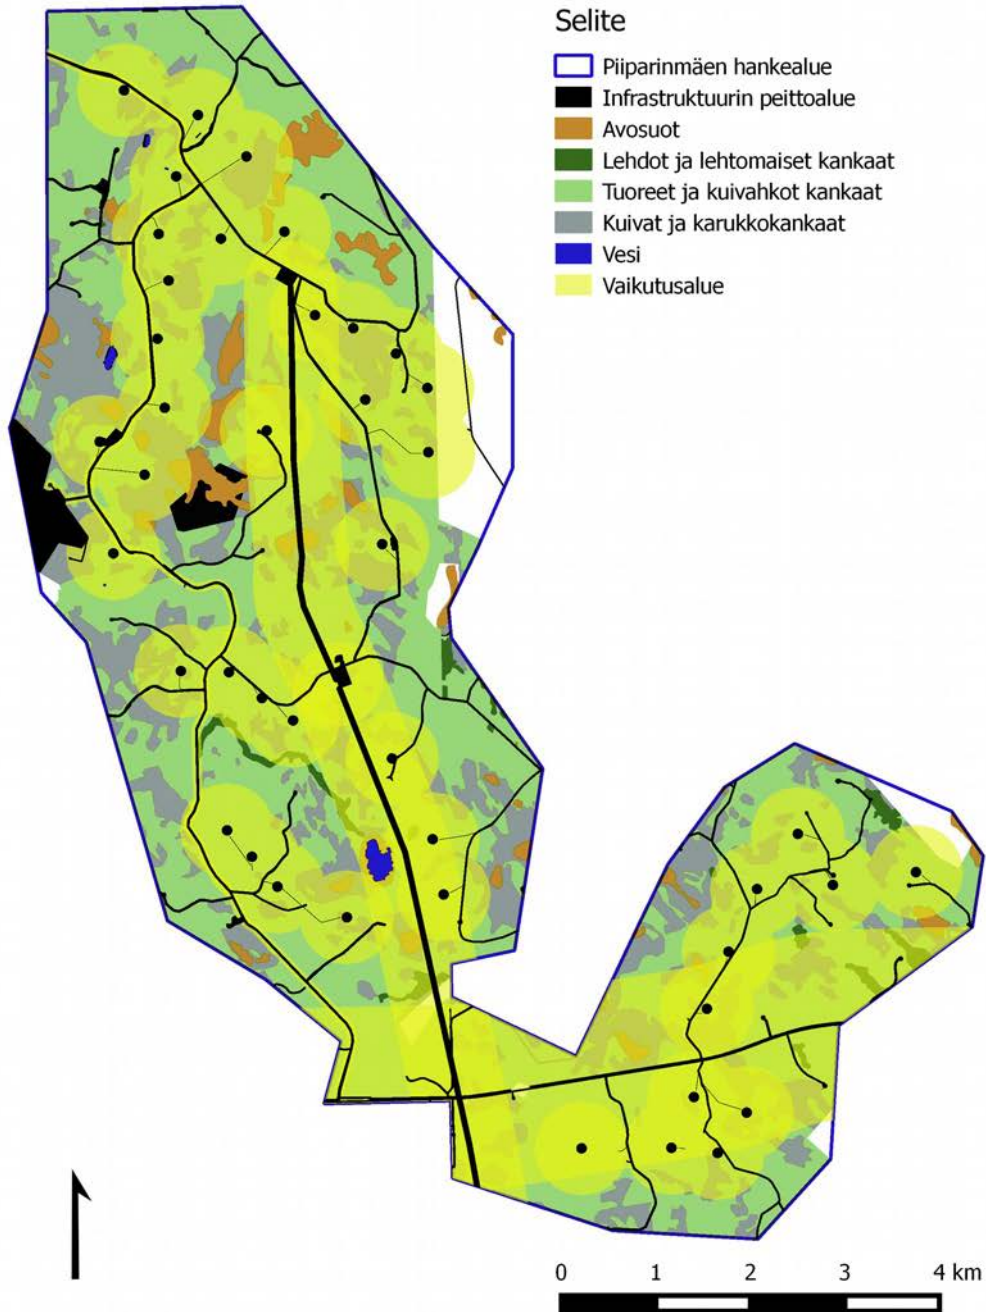 Selite
Piiparinmäen hankealue
Infrastruktuurin peittoalue
Avosuot
Lehdot ja lehtomaiset kankaat
Tuoreet ja kuivahkot kankaat
Kuivat ja karukkokankaat
Vesi
Vaikutusalue
0 1 2 3 4 km